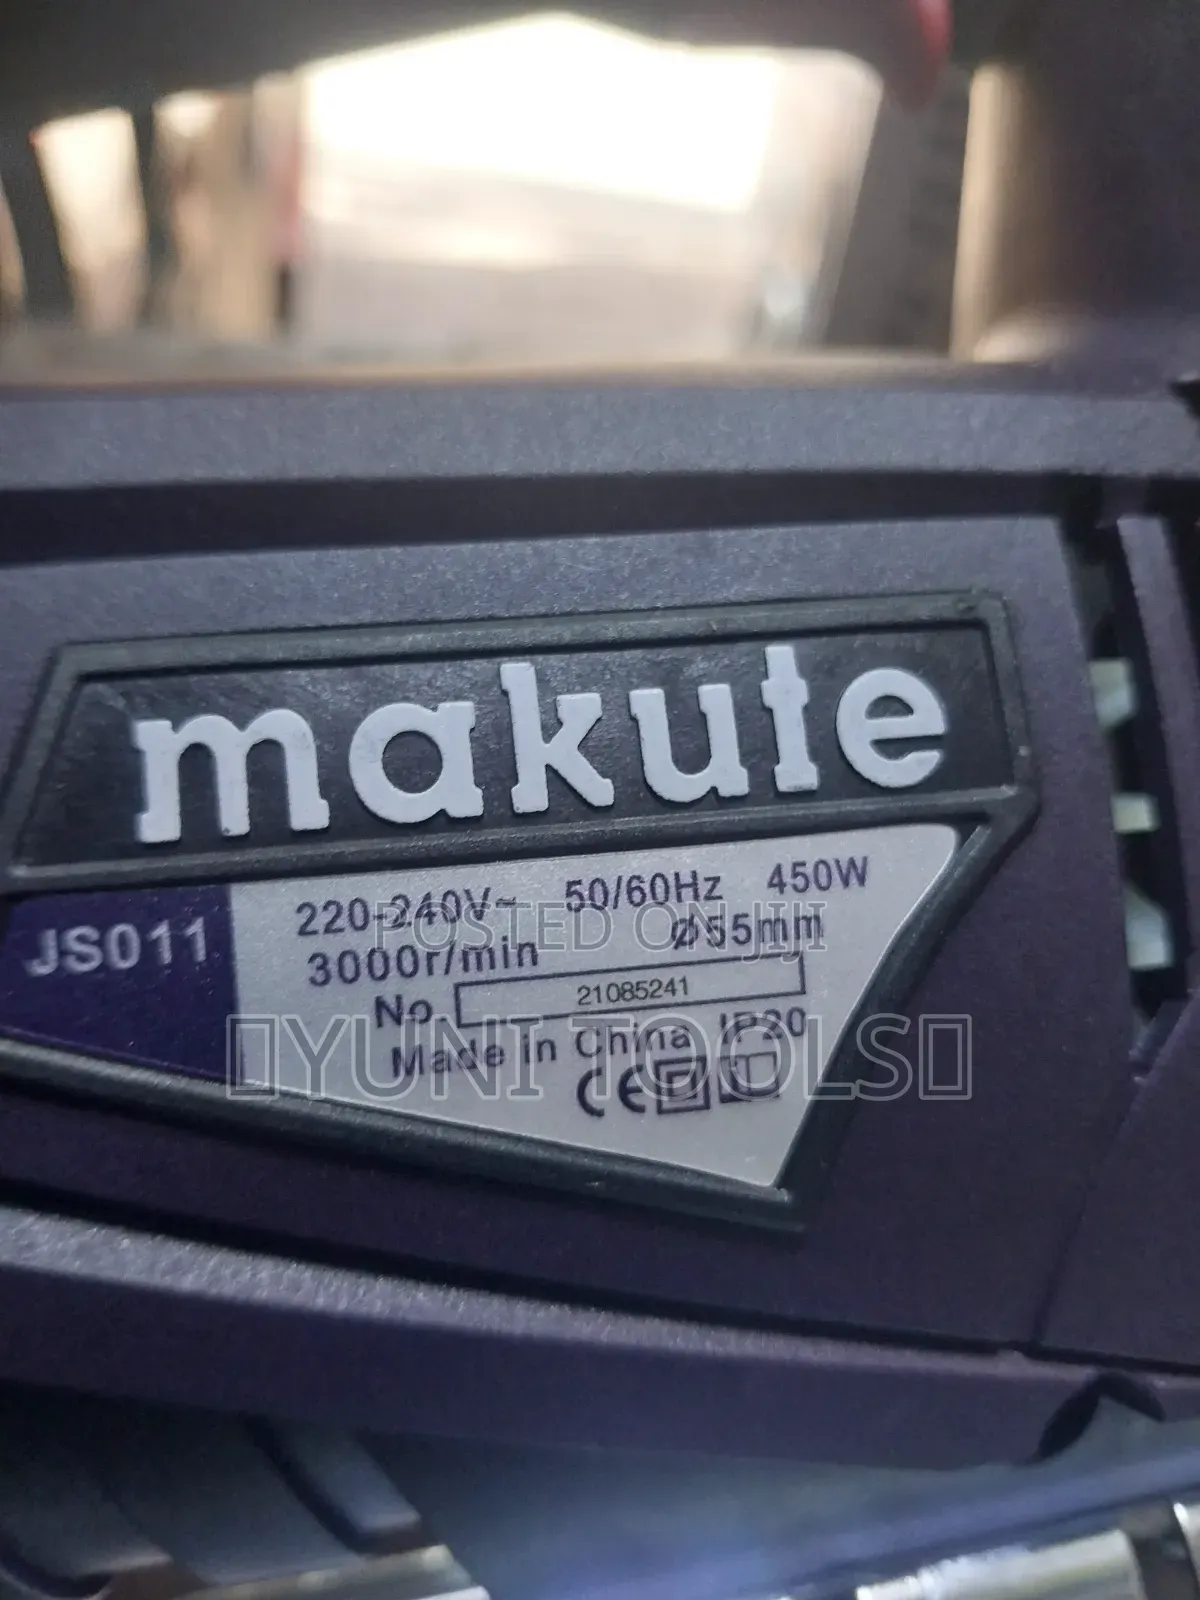 makute
JS011
220-240V~ 50/60Hz 450W
3000r/min Ø55mm
POSTED ON JIJI
No. 21085241
Made in China IP20
▯YUNI TOOLS▯
CE